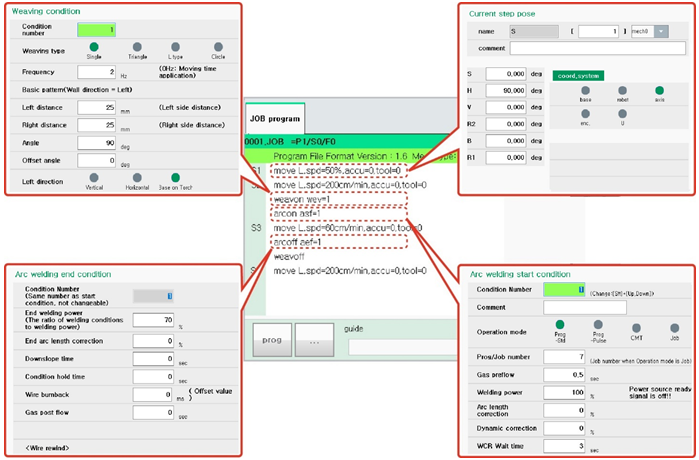 Weaving condition
Condition number 1
Weaving type Single Triangle L type Circle
Frequency 2 Hz (0Hz: Moving time application)
Basic pattern(Wall direction = Left)
Left distance 25 mm (Left side distance)
Right distance 25 mm (Right side distance)
Angle 90 deg
Offset angle 0 deg
Left direction Vertical Horizontal Base on Torch
Current step pose
name S [ 1 ] mech0
comment
S 0,000 deg
H 90,000 deg
V 0,000 deg
R2 0,000 deg
B 0,000 deg
R1 0,000 deg
coord_system
base robot axis
enc. U
JOB program
0001.JOB =P1/S0/F0
Program File Format Version : 1.6 Me type:
S1 move L,spd=50%,accu=0,tool=0
move L,spd=200cm/min,accu=0,tool=0
weavon wev=1
arcon asf=1
S3 move L,spd=60cm/min,accu=0,tool=0
arcoff aef=1
weavoff
S move L,spd=200cm/min,accu=0,tool=0
prog
...
guide
Arc welding end condition
Condition Number
(Same number as start
condition, not changeable) 1
End welding power
(The ratio of welding conditions
to welding power) 70 %
End arc length correction 0 %
Downslope time 0 sec
Condition hold time 0 sec
Wire burnback 0 ms ( Offset value )
Gas post flow 0 sec
<Wire rewind>
Arc welding start condition
Condition Number 1 (Change:[Sft]+[Up,Down])
Comment
Operation mode Prog -Std Prog -Pulse CMT Job
Prog/Job number 7 (Job number when Operation mode is Job)
Gas preflow 0,5 sec
Welding power 100 % Power source ready signal is off!!
Arc length correction 0 %
Dynamic correction 0 %
WCR Wait time 3 sec